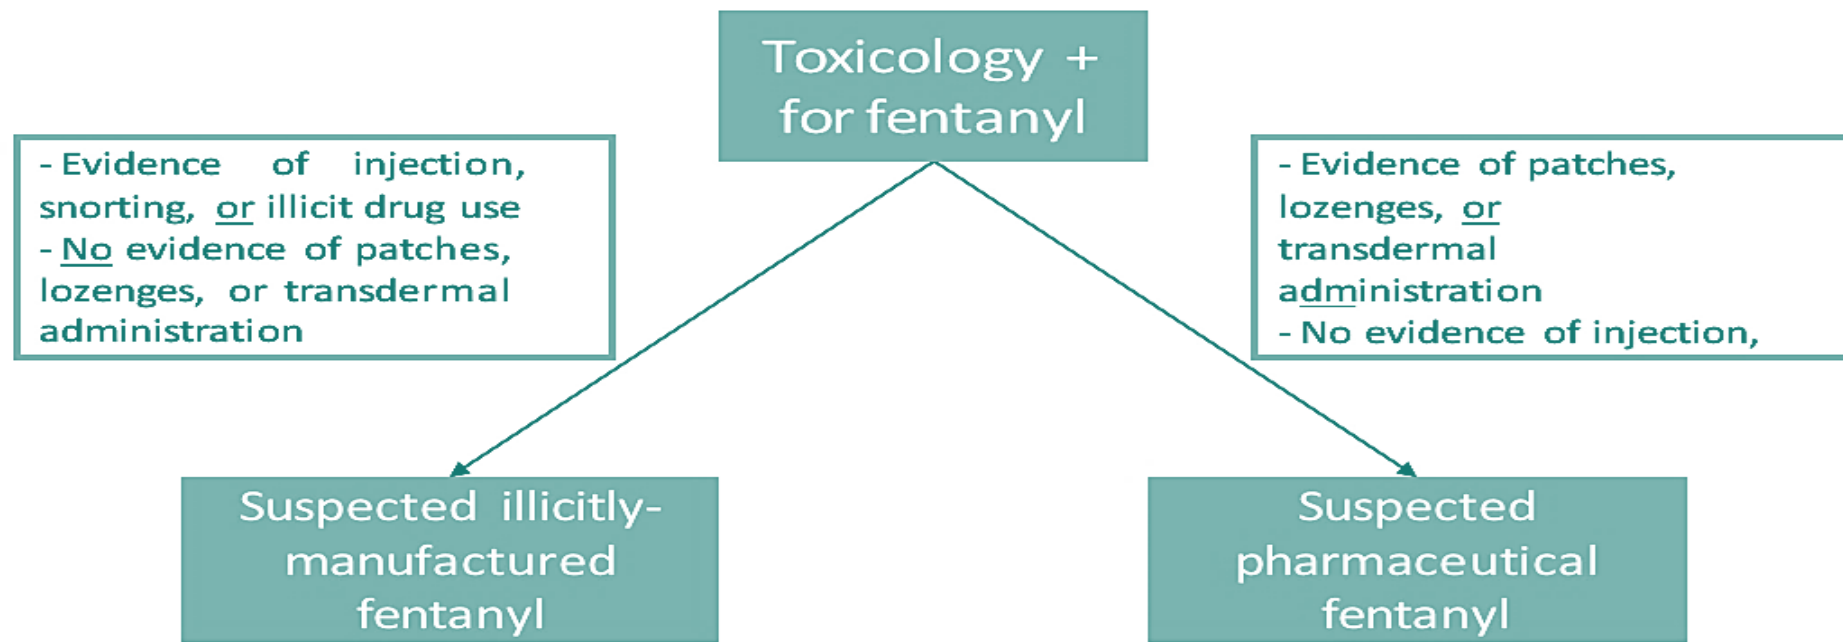 Toxicology +
for fentanyl
- Evidence of injection,
snorting, or illicit drug use
- No evidence of patches,
lozenges, or transdermal
administration
- Evidence of patches,
lozenges, or
transdermal
administration
- No evidence of injection,
Suspected illicitly-
manufactured
fentanyl
Suspected
pharmaceutical
fentanyl